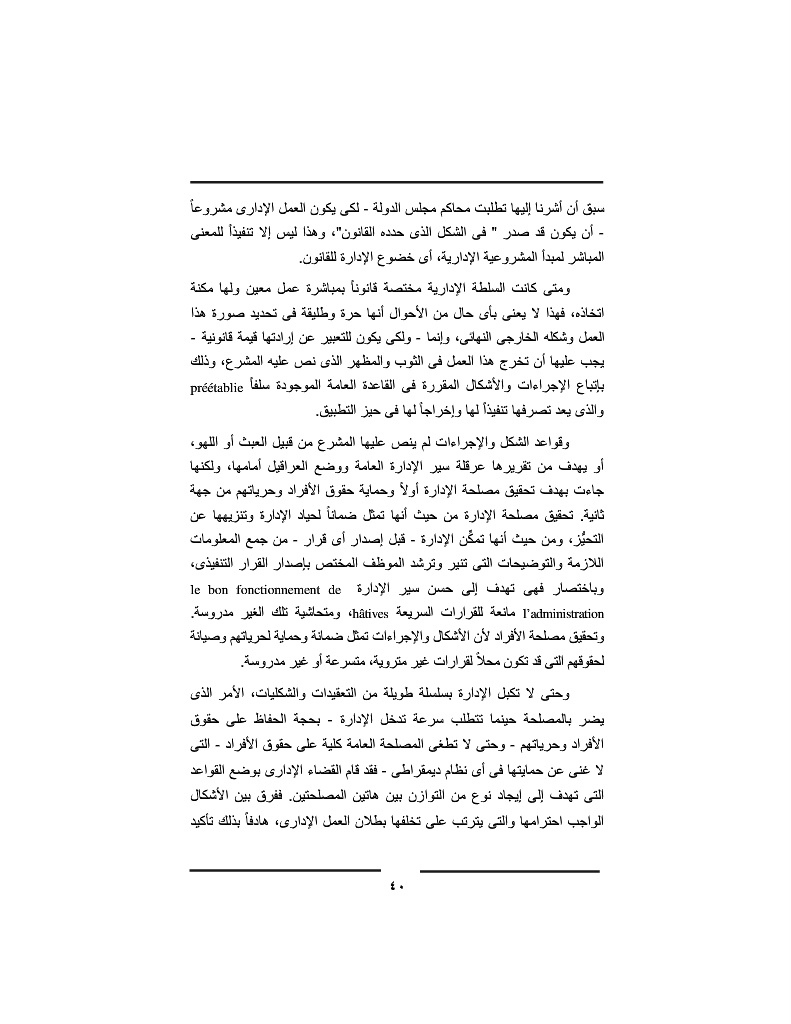 سبق أن أشرنا إليها تطلبت محاكم مجلس الدولة - لكى يكون العمل الإدارى مشروعاً
- أن يكون قد صدر " فى الشكل الذى حدده القانون"، وهذا ليس إلا تنفيذاً للمعنى
المباشر لمبدأ المشروعية الإدارية، أى خضوع الإدارة للقانون.
ومتى كانت السلطة الإدارية مختصة قانوناً بمباشرة عمل معين ولها مكنة
اتخاذه، فهذا لا يعنى بأى حال من الأحوال أنها حرة وطليقة فى تحديد صورة هذا
العمل وشكله الخارجى النهائى، وإنما - ولكى يكون للتعبير عن إرادتها قيمة قانونية -
يجب عليها أن تخرج هذا العمل فى الثوب والمظهر الذى نص عليه المشرع، وذلك
بإتباع الإجراءات والأشكال المقررة فى القاعدة العامة الموجودة سلفاً préétablie
والذى يعد تصرفها تنفيذاً لها وإخراجاً لها فى حيز التطبيق.
وقواعد الشكل والإجراءات لم ينص عليها المشرع من قبيل العبث أو اللهو،
أو يهدف من تقريرها عرقلة سير الإدارة العامة ووضع العراقيل أمامها، ولكنها
جاءت بهدف تحقيق مصلحة الإدارة أولاً وحماية حقوق الأفراد وحرياتهم من جهة
ثانية. تحقيق مصلحة الإدارة من حيث أنها تمثل ضماناً لحياد الإدارة وتنزيهها عن
التحيُّز، ومن حيث أنها تمكِّن الإدارة - قبل إصدار أى قرار - من جمع المعلومات
اللازمة والتوضيحات التى تنير وترشد الموظف المختص بإصدار القرار التنفيذى،
وباختصار فهى تهدف إلى حسن سير الإدارة le bon fonctionnement de
l'administration مانعة للقرارات السريعة hâtives، ومتحاشية تلك الغير مدروسة.
وتحقيق مصلحة الأفراد لأن الأشكال والإجراءات تمثل ضمانة وحماية لحرياتهم وصيانة
لحقوقهم التى قد تكون محلاً لقرارات غير متروية، متسرعة أو غير مدروسة.
وحتى لا تكبل الإدارة بسلسلة طويلة من التعقيدات والشكليات، الأمر الذى
يضر بالمصلحة حينما تتطلب سرعة تدخل الإدارة - بحجة الحفاظ على حقوق
الأفراد وحرياتهم - وحتى لا تطغى المصلحة العامة كلية على حقوق الأفراد - التى
لا غنى عن حمايتها فى أى نظام ديمقراطى - فقد قام القضاء الإدارى بوضع القواعد
التى تهدف إلى إيجاد نوع من التوازن بين هاتين المصلحتين. ففرق بين الأشكال
الواجب احترامها والتى يترتب على تخلفها بطلان العمل الإدارى، هادفاً بذلك تأكيد
٤٠